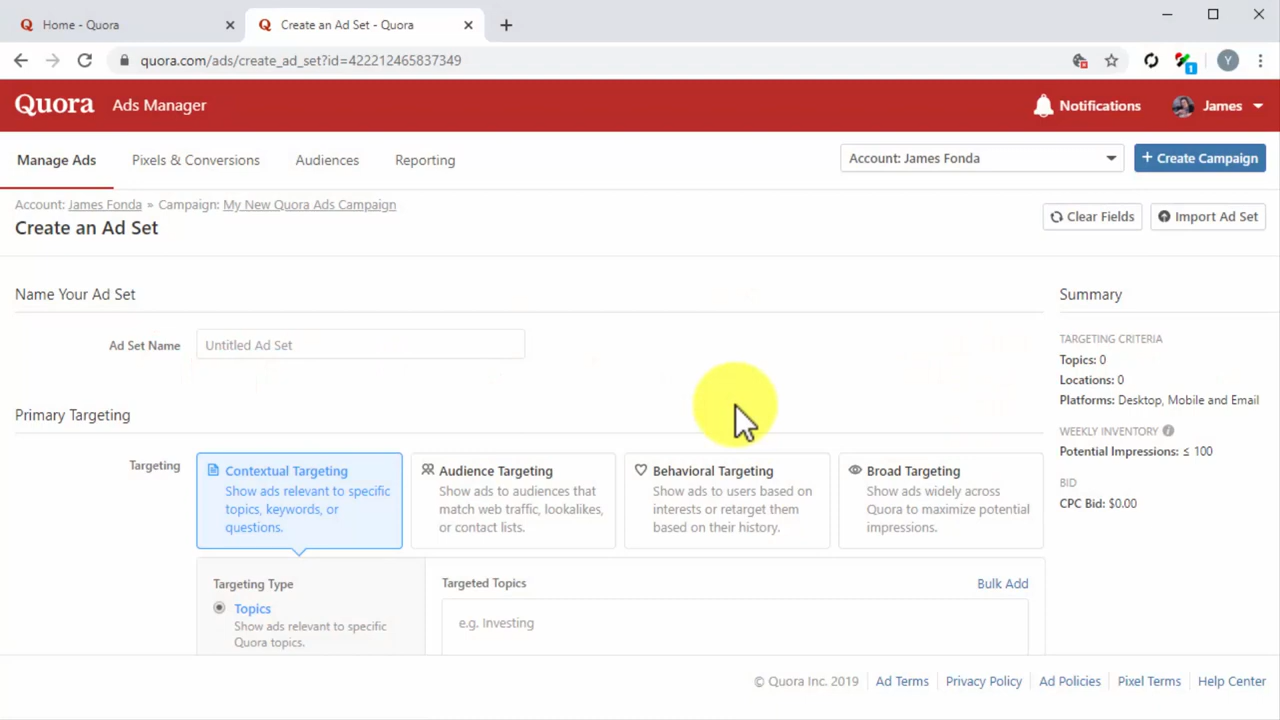 Home - Quora
Create an Ad Set - Quora
quora.com/ads/create_ad_set?id=422212465837349
1
Y
Quora Ads Manager
Notifications
James
Manage Ads
Pixels & Conversions
Audiences
Reporting
Account: James Fonda
+ Create Campaign
Account: James Fonda » Campaign: My New Quora Ads Campaign
Create an Ad Set
Clear Fields
Import Ad Set
Name Your Ad Set
Ad Set Name
Untitled Ad Set
Primary Targeting
Targeting
Contextual Targeting
Show ads relevant to specific
topics, keywords, or
questions.
Audience Targeting
Show ads to audiences that
match web traffic, lookalikes,
or contact lists.
Behavioral Targeting
Show ads to users based on
interests or retarget them
based on their history.
Broad Targeting
Show ads widely across
Quora to maximize potential
impressions.
Targeting Type
Topics
Show ads relevant to specific
Quora topics.
Targeted Topics
Bulk Add
e.g. Investing
Summary
TARGETING CRITERIA
Topics: 0
Locations: 0
Platforms: Desktop, Mobile and Email
WEEKLY INVENTORY
Potential Impressions: ≤ 100
BID
CPC Bid: $0.00
© Quora Inc. 2019
Ad Terms
Privacy Policy
Ad Policies
Pixel Terms
Help Center